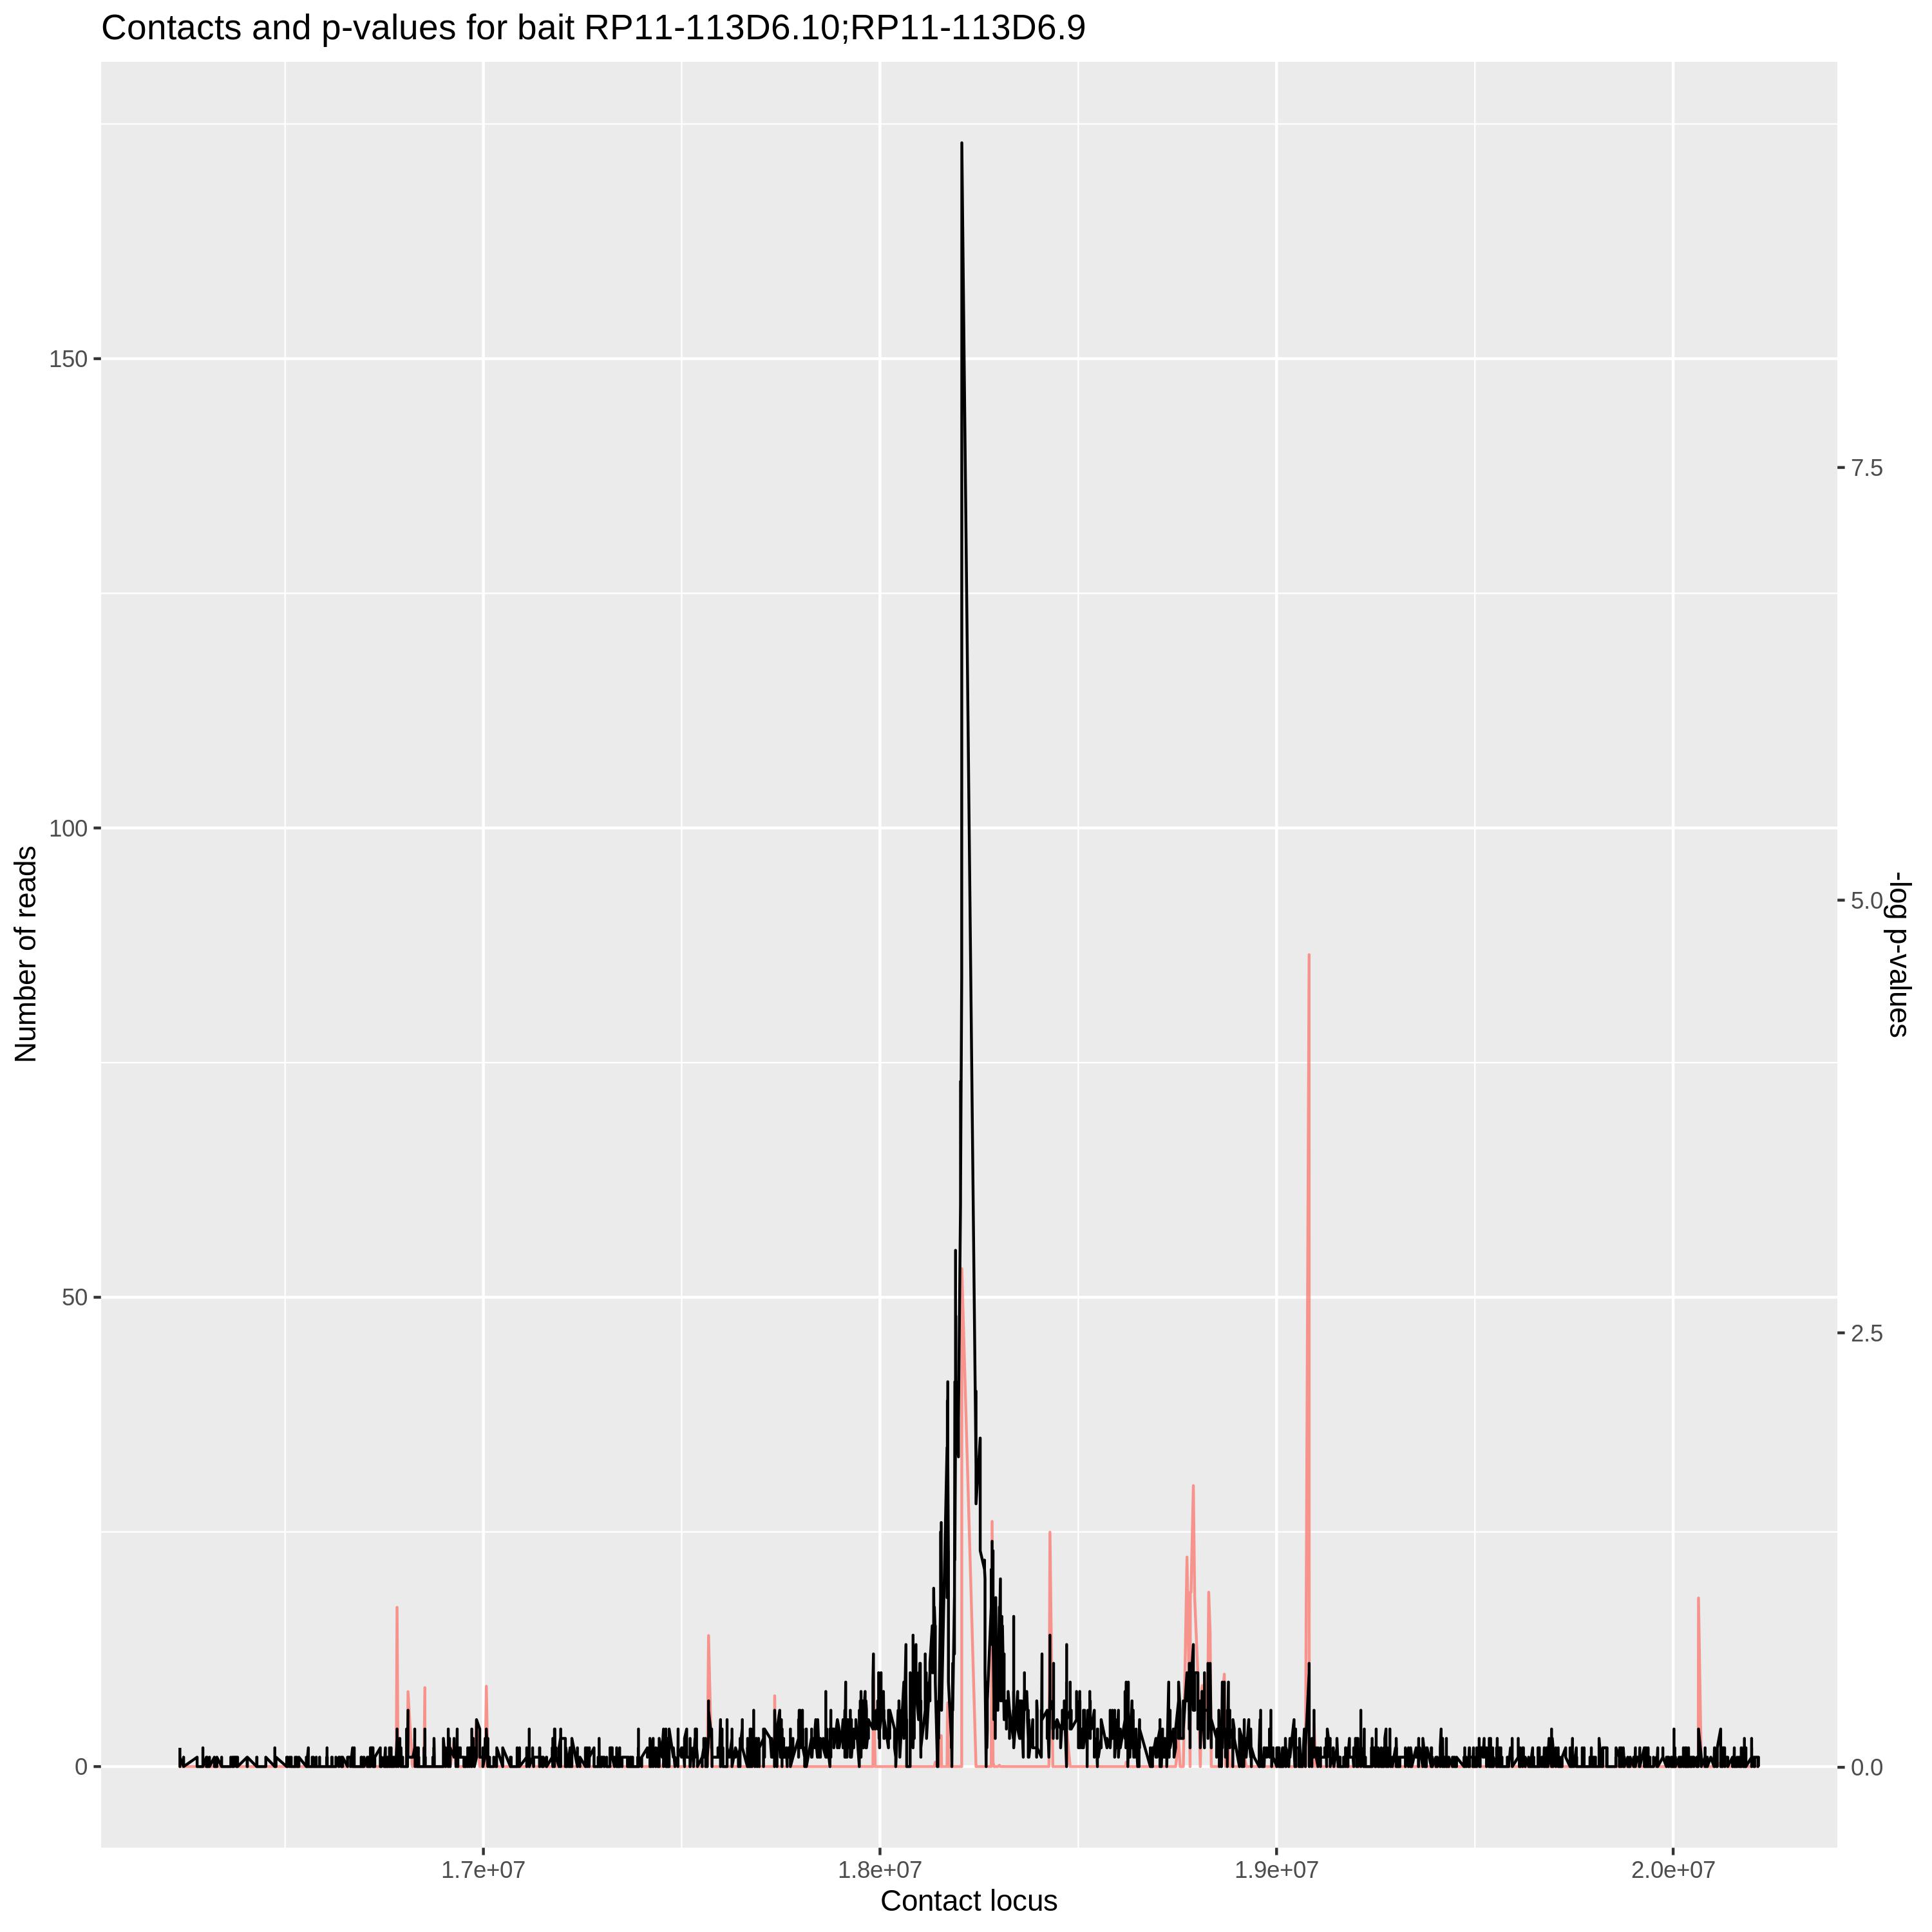 Contacts and p-values for bait RP11-113D6.10;RP11-113D6.9
Number of reads
150
100
50
0
7.5
5.0
2.5
0.0
-log p-values
1.7e+07
1.8e+07
1.9e+07
2.0e+07
Contact locus